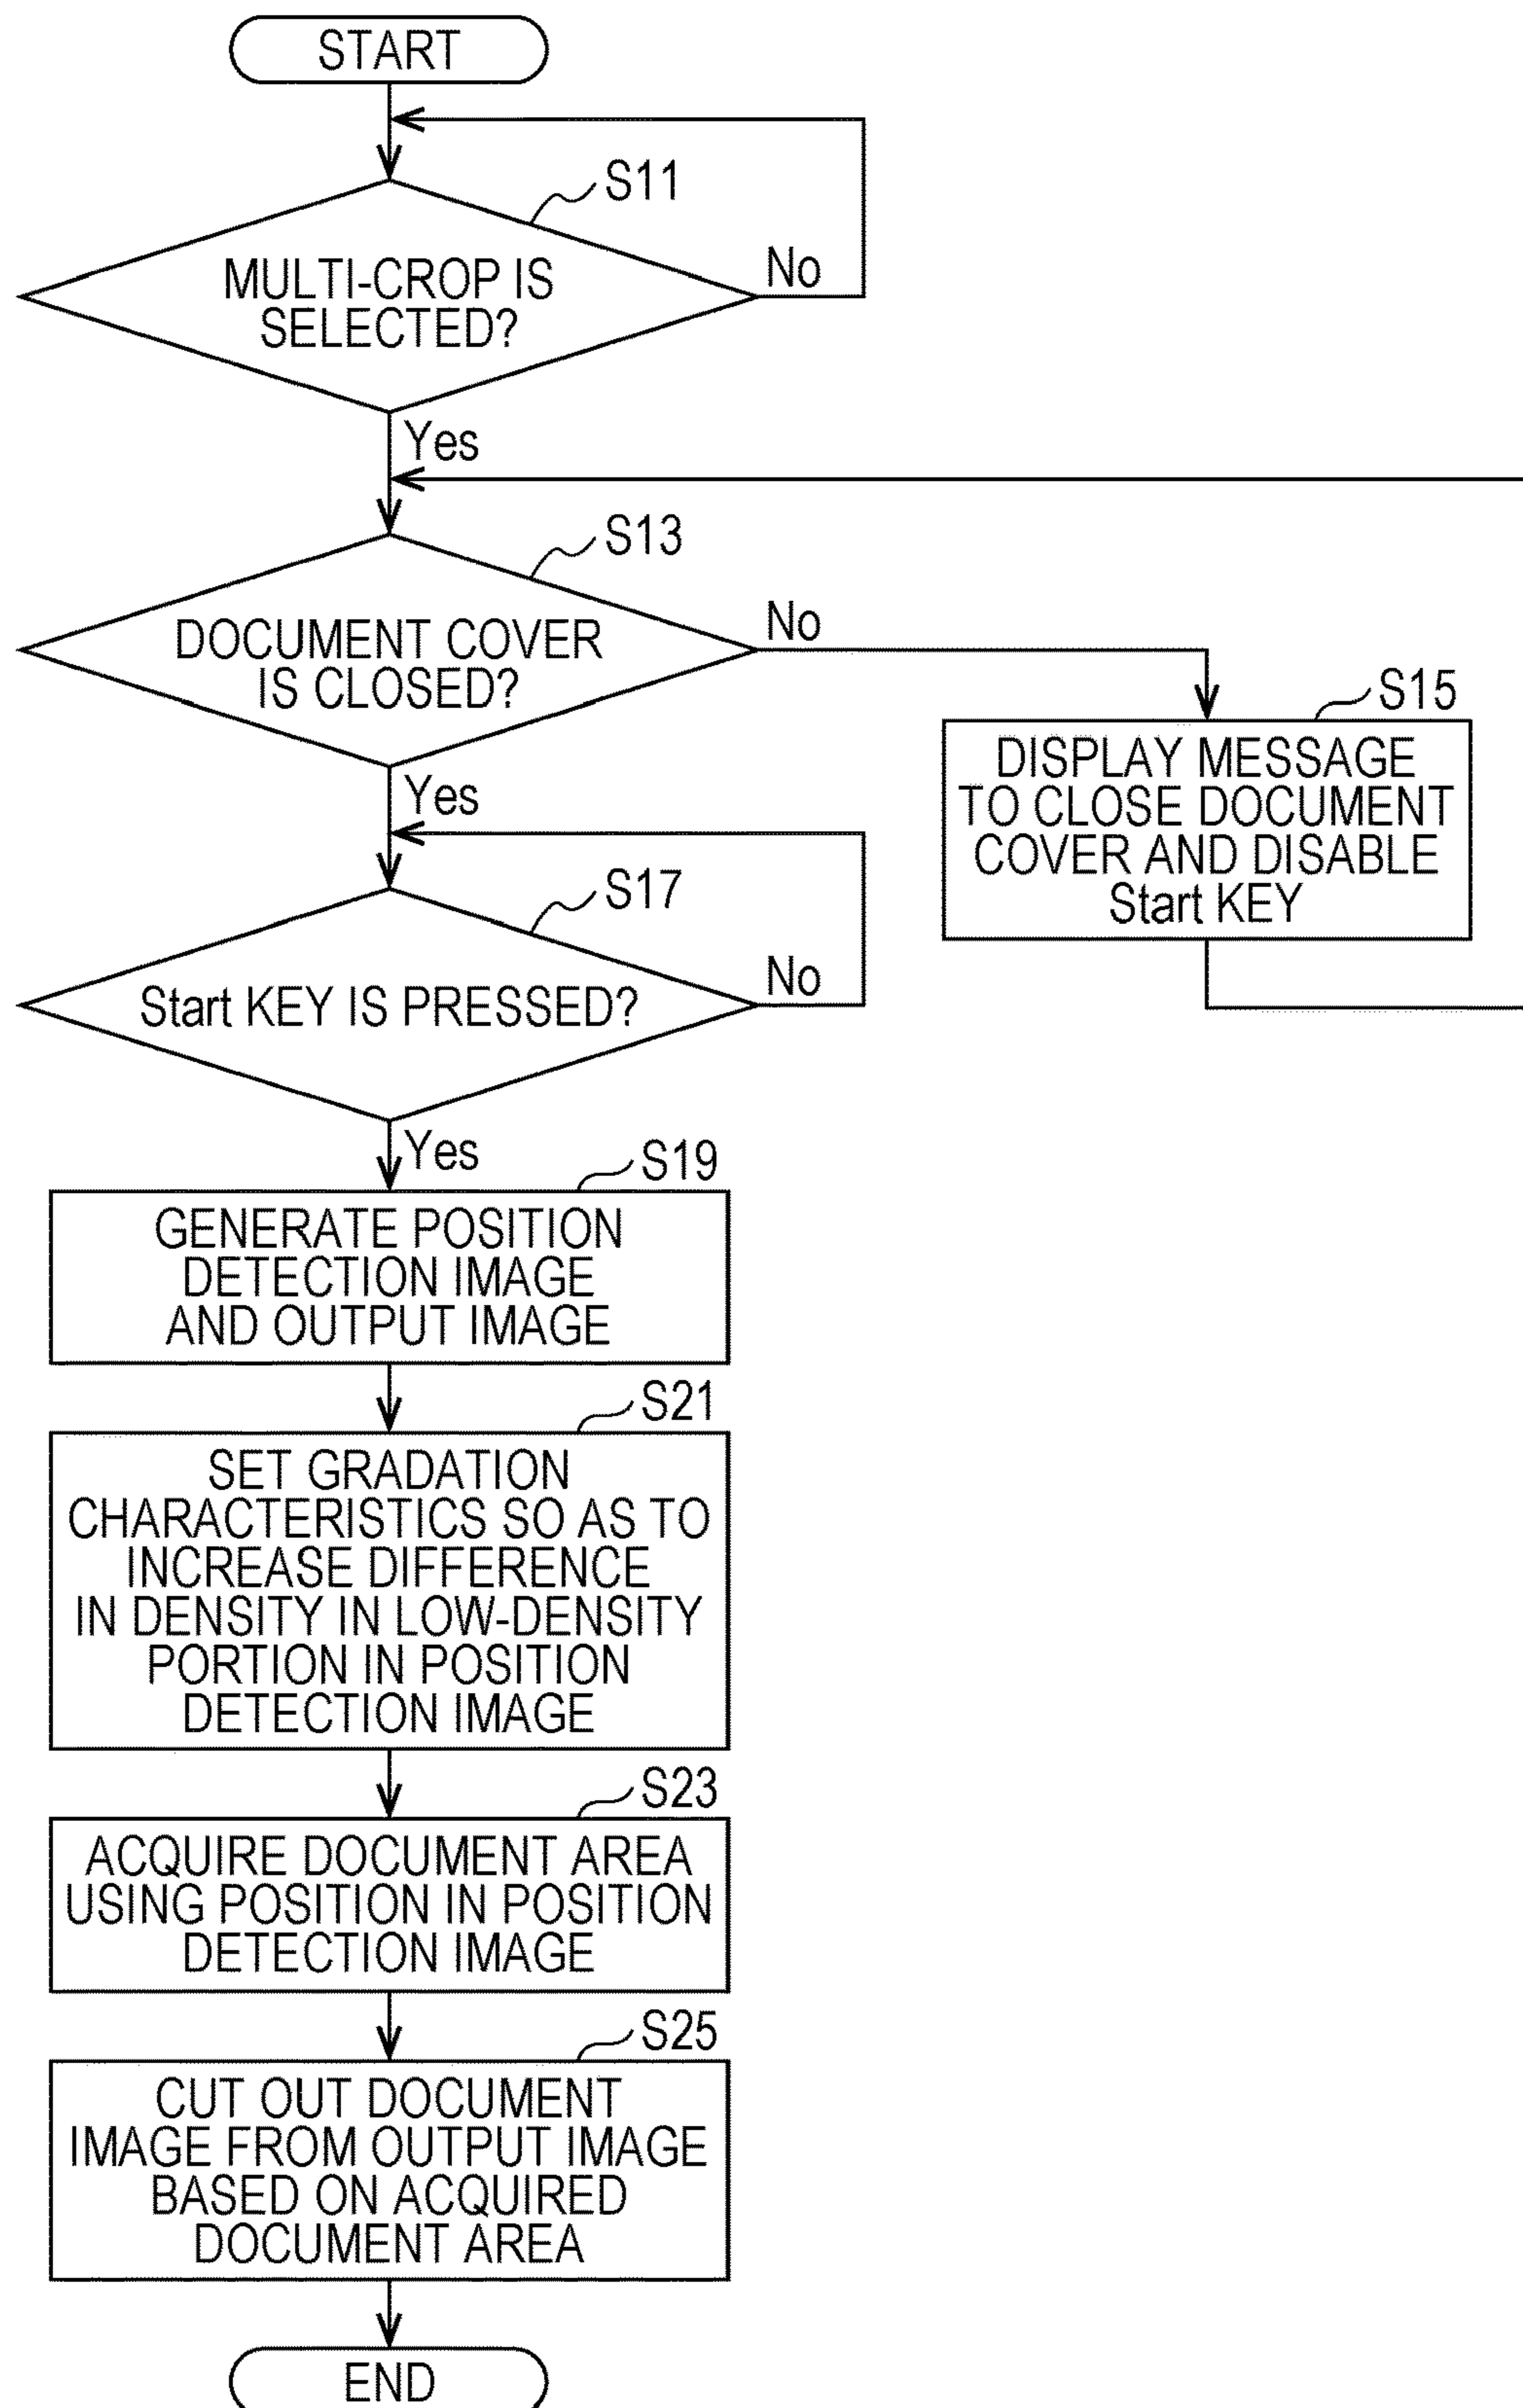 START
S11
MULTI-CROP IS
SELECTED?
No
Yes
S13
DOCUMENT COVER
IS CLOSED?
No
S15
DISPLAY MESSAGE
TO CLOSE DOCUMENT
COVER AND DISABLE
Start KEY
Yes
S17
Start KEY IS PRESSED?
No
Yes
S19
GENERATE POSITION
DETECTION IMAGE
AND OUTPUT IMAGE
S21
SET GRADATION
CHARACTERISTICS SO AS TO
INCREASE DIFFERENCE
IN DENSITY IN LOW-DENSITY
PORTION IN POSITION
DETECTION IMAGE
S23
ACQUIRE DOCUMENT AREA
USING POSITION IN POSITION
DETECTION IMAGE
S25
CUT OUT DOCUMENT
IMAGE FROM OUTPUT IMAGE
BASED ON ACQUIRED
DOCUMENT AREA
END